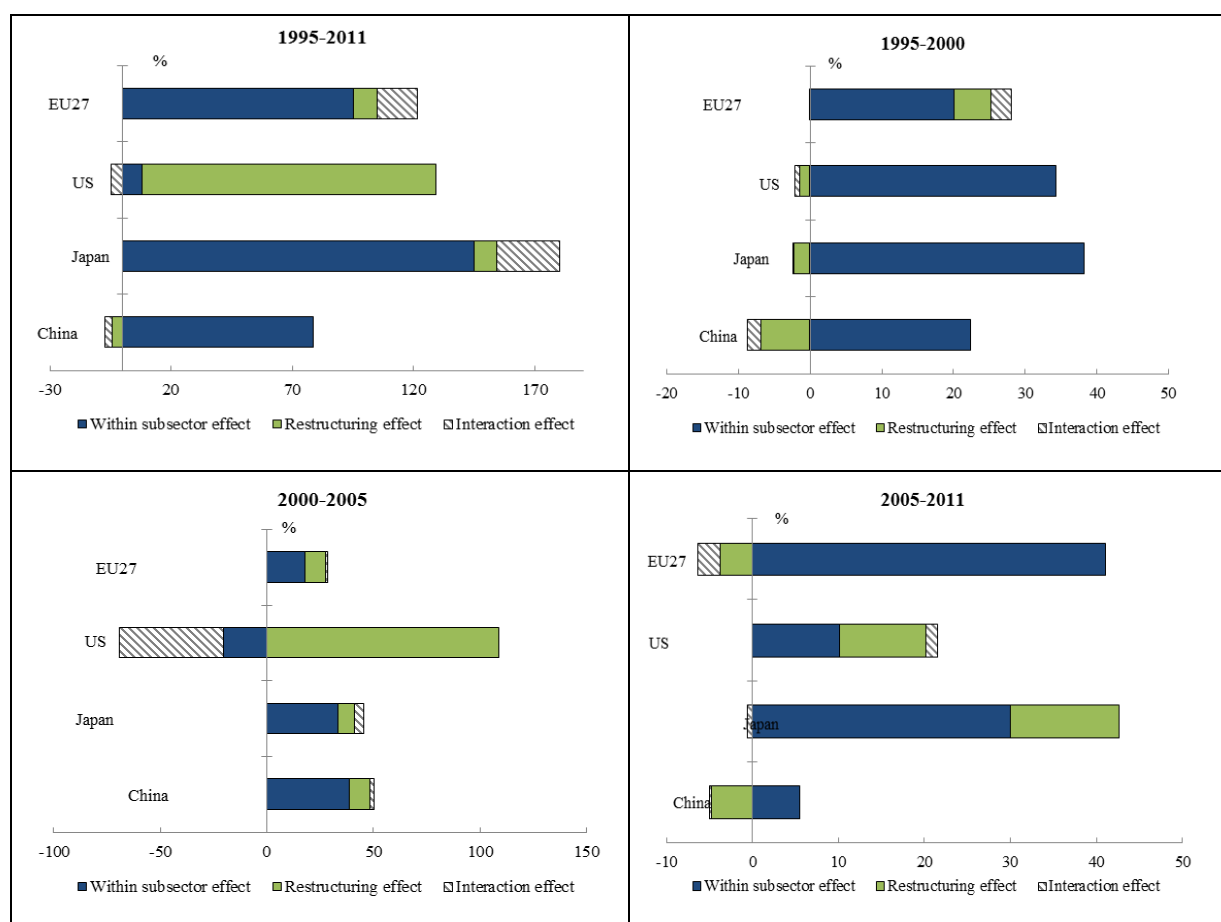 1995-2011
%
EU27
US
Japan
China
-30 20 70 120 170
Within subsector effect Restructuring effect Interaction effect
1995-2000
%
EU27
US
Japan
China
-20 -10 0 10 20 30 40 50
Within subsector effect Restructuring effect Interaction effect
2000-2005
%
EU27
US
Japan
China
-100 -50 0 50 100 150
Within subsector effect Restructuring effect Interaction effect
2005-2011
%
EU27
US
Japan
China
-10 0 10 20 30 40 50
Within subsector effect Restructuring effect Interaction effect